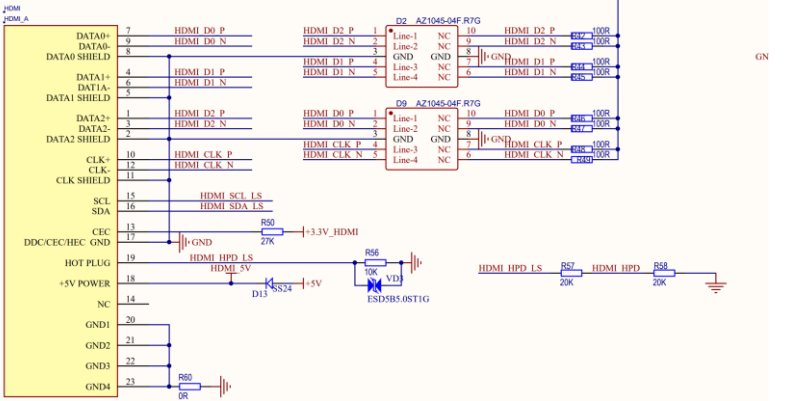 HDMI
HDMI_A
DATA0+ 7 HDMI_D0_P
DATA0- 9 HDMI_D0_N
DATA0 SHIELD 8
DATA1+ 4 HDMI_D1_P
DAT1A- 6 HDMI_D1_N
DATA1 SHIELD 5
DATA2+ 1 HDMI_D2_P
DATA2- 3 HDMI_D2_N
DATA2 SHIELD 2
CLK+ 10 HDMI_CLK_P
CLK- 12 HDMI_CLK_N
CLK SHIELD 11
SCL 15 HDMI_SCL_LS
SDA 16 HDMI_SDA_LS
CEC 13 R50 27K +3.3V_HDMI
DDC/CEC/HEC GND 17 GND
HOT PLUG 19 HDMI_HPD_LS
HDMI_5V
+5V POWER 18 D13 SS24 +5V
NC 14
GND1 20
GND2 21
GND3 22
GND4 23 R60
0R
D2 AZ1045-04F.R7G
HDMI_D2_P 1 Line-1 NC 10 HDMI_D2_P R42 100R
HDMI_D2_N 2 Line-2 NC 9 HDMI_D2_N R43 100R
3 GND GND 8 GND
HDMI_D1_P 4 Line-3 NC 7 HDMI_D1_P R44 100R
HDMI_D1_N 5 Line-4 NC 6 HDMI_D1_N R45 100R
D9 AZ1045-04F.R7G
HDMI_D0_P 1 Line-1 NC 10 HDMI_D0_P R46 100R
HDMI_D0_N 2 Line-2 NC 9 HDMI_D0_N R47 100R
3 GND GND 8 GND
HDMI_CLK_P 4 Line-3 NC 7 HDMI_CLK_P R48 100R
HDMI_CLK_N 5 Line-4 NC 6 HDMI_CLK_N R49 100R
R56
10K
VD3
ESD5B5.0ST1G
HDMI_HPD_LS R57 HDMI_HPD R58
20K 20K
GN